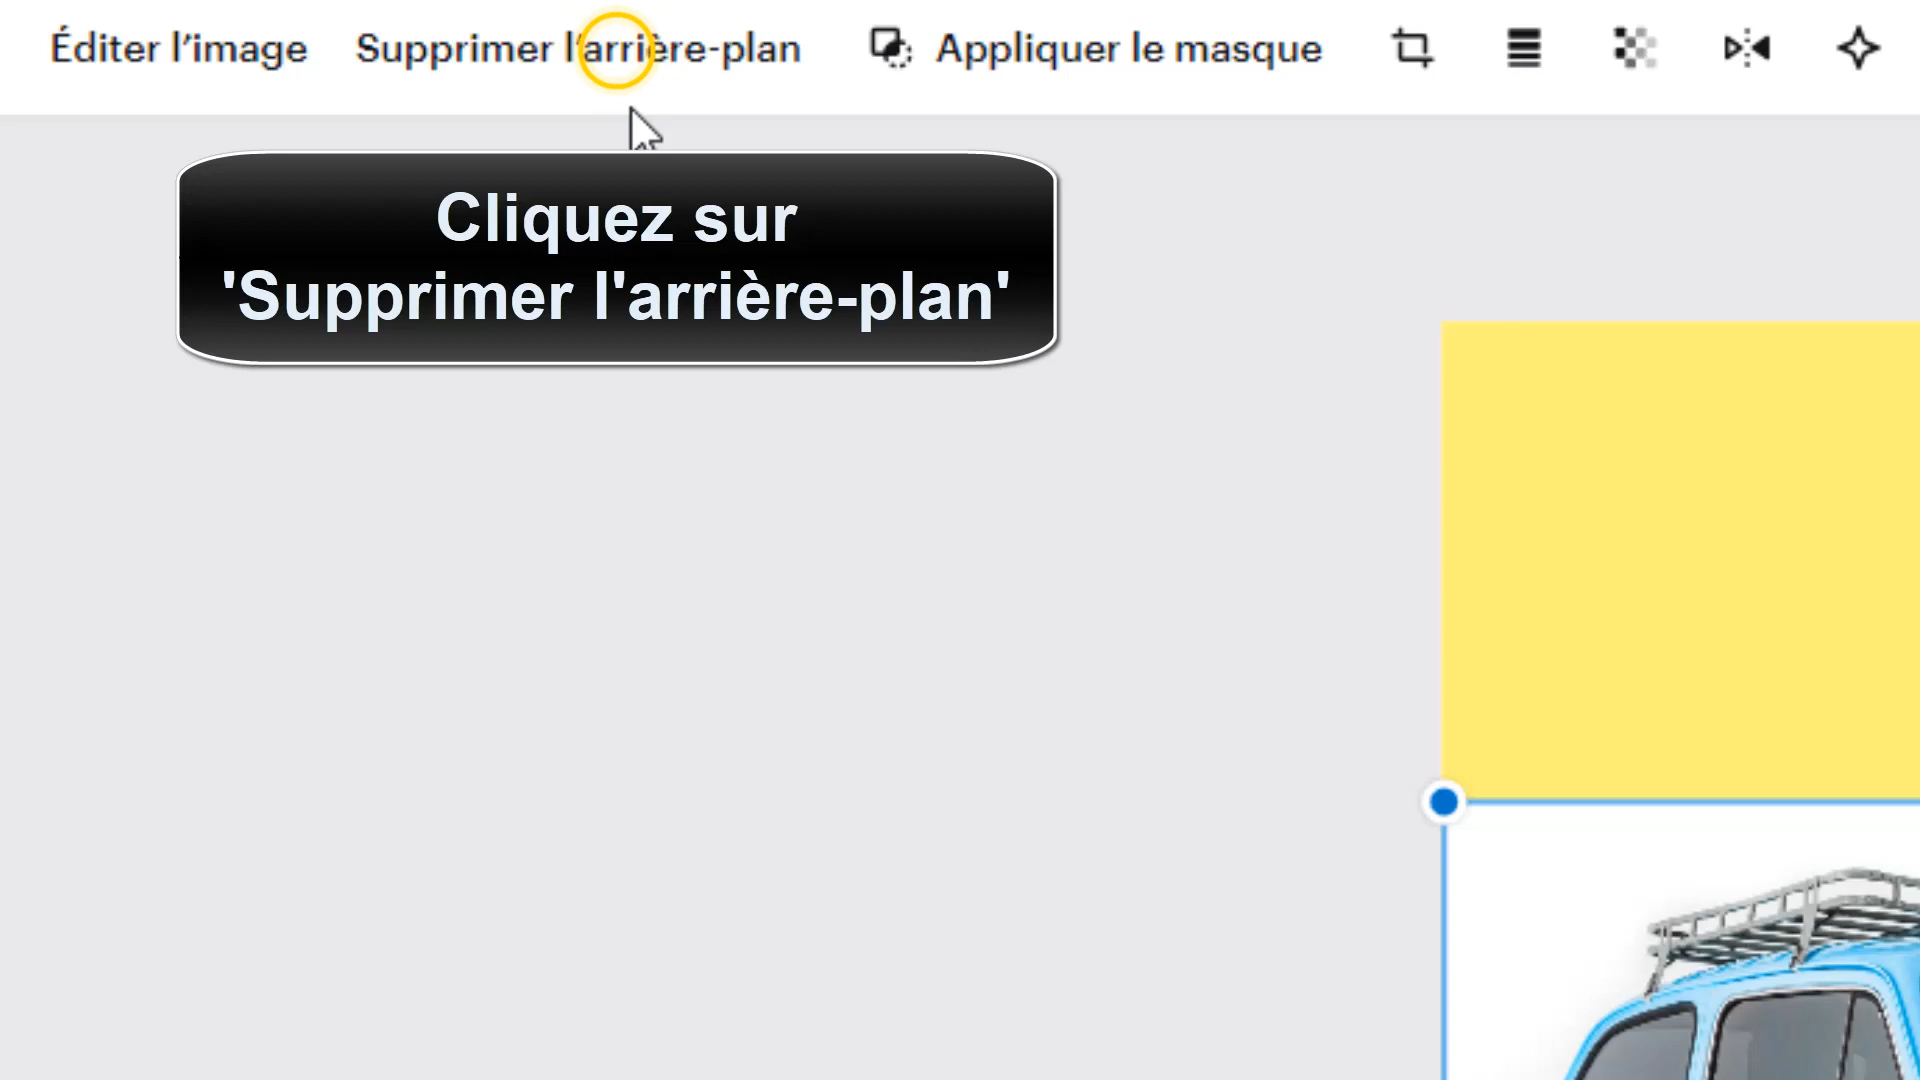 Éditer l’image Supprimer l’arrière-plan Appliquer le masque
Cliquez sur
'Supprimer l'arrière-plan'